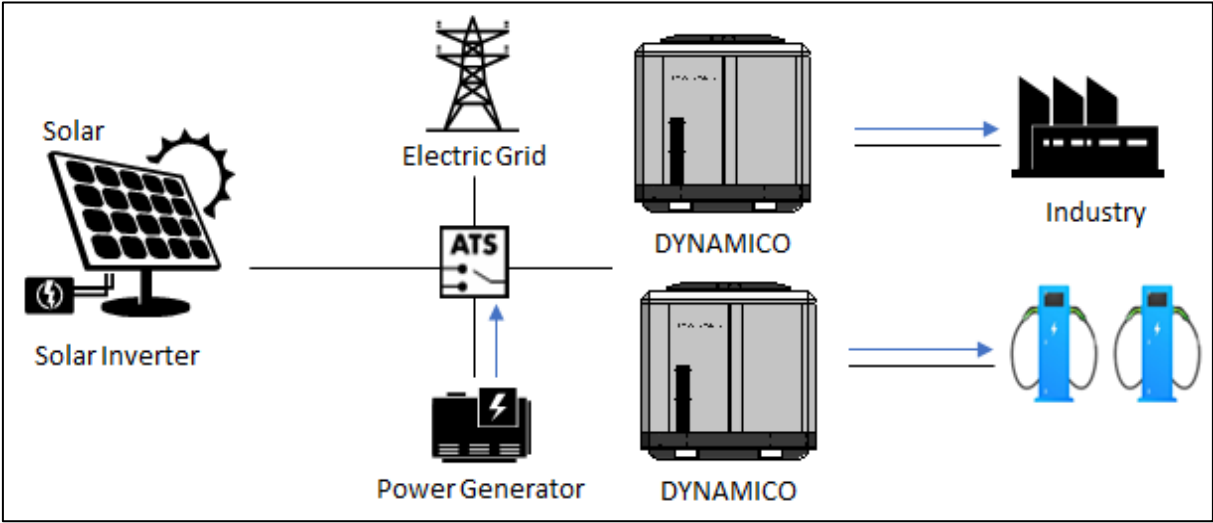 Solar
Solar Inverter
Electric Grid
ATS
Power Generator
DYNAMICO
DYNAMICO
Industry